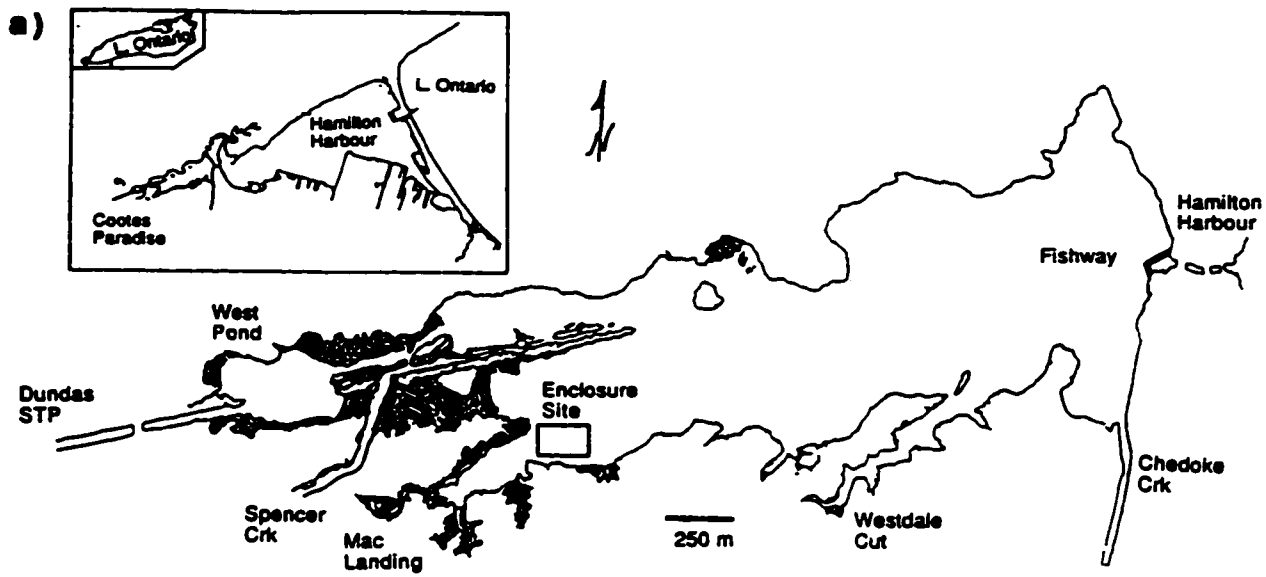 a)
L. Ontario
L. Ontario
Hamilton
Harbour
Cootes
Paradise
N
Hamilton
Harbour
Fishway
West
Pond
Dundas
STP
Enclosure
Site
Spencer
Crk
Mac
Landing
250 m
Westdale
Cut
Chedoke
Crk